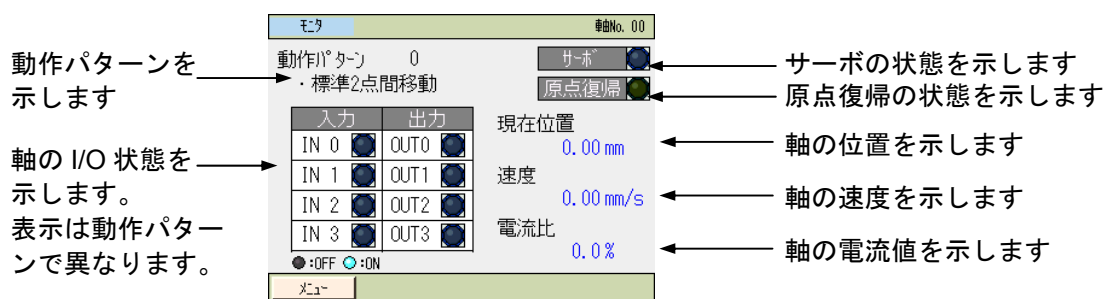 ﾓﾆﾀ 軸No. 00
動作パターンを
示します
動作ﾊﾟﾀｰﾝ 0
・標準2点間移動
サーボ
原点復帰
サーボの状態を示します
原点復帰の状態を示します
軸の I/O 状態を
示します。
表示は動作パター
ンで異なります。
入力 出力
IN 0 OUT0
IN 1 OUT1
IN 2 OUT2
IN 3 OUT3
●:OFF ○:ON
現在位置
0.00 mm
速度
0.00 mm/s
電流比
0.0 %
軸の位置を示します
軸の速度を示します
軸の電流値を示します
ﾒﾆｭｰ